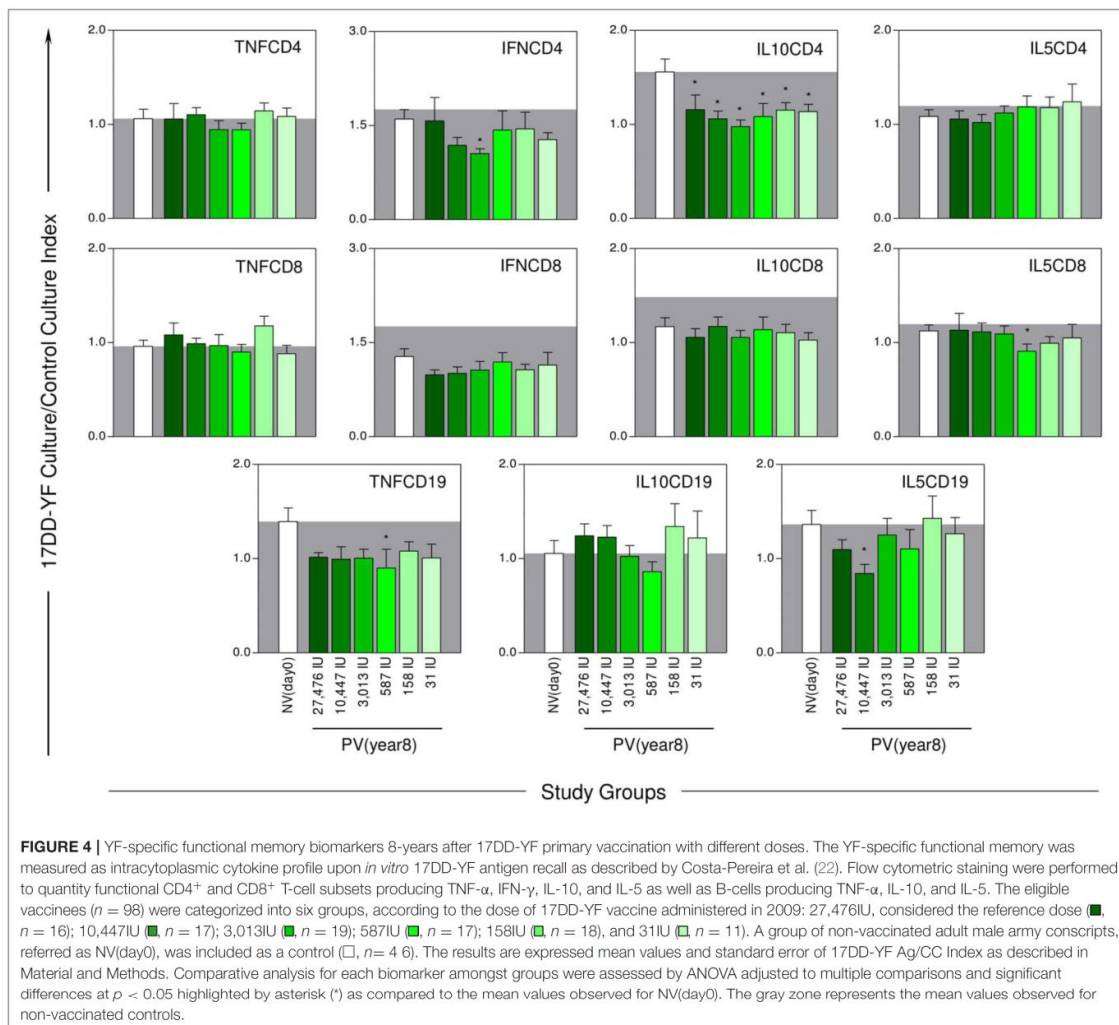 17DD-YF Culture/Control Culture Index
TNFCD4
2.0
1.0
0.0
IFNCD4
3.0
1.5
0.0
IL10CD4
2.0
1.0
0.0
* * * * * *
IL5CD4
2.0
1.0
0.0
*
TNFCD8
2.0
1.0
0.0
IFNCD8
3.0
1.5
0.0
IL10CD8
2.0
1.0
0.0
IL5CD8
2.0
1.0
0.0
*
TNFCD19
2.0
1.0
0.0
*
IL10CD19
2.0
1.0
0.0
IL5CD19
2.0
1.0
0.0
*
NV(day0)
27,476 IU
10,447 IU
3,013 IU
587 IU
158 IU
31 IU
PV(year8)
NV(day0)
27,476 IU
10,447 IU
3,013 IU
587 IU
158 IU
31 IU
PV(year8)
NV(day0)
27,476 IU
10,447 IU
3,013 IU
587 IU
158 IU
31 IU
PV(year8)
Study Groups
FIGURE 4 | YF-specific functional memory biomarkers 8-years after 17DD-YF primary vaccination with different doses. The YF-specific functional memory was
measured as intracytoplasmic cytokine profile upon in vitro 17DD-YF antigen recall as described by Costa-Pereira et al. (22). Flow cytometric staining were performed
to quantity functional CD4⁺ and CD8⁺ T-cell subsets producing TNF-α, IFN-γ, IL-10, and IL-5 as well as B-cells producing TNF-α, IL-10, and IL-5. The eligible
vaccinees (n = 98) were categorized into six groups, according to the dose of 17DD-YF vaccine administered in 2009: 27,476IU, considered the reference dose (■,
n = 16); 10,447IU (■, n = 17); 3,013IU (■, n = 19); 587IU (■, n = 17); 158IU (■, n = 18), and 31IU (■, n = 11). A group of non-vaccinated adult male army conscripts,
referred as NV(day0), was included as a control (□, n= 4 6). The results are expressed mean values and standard error of 17DD-YF Ag/CC Index as described in
Material and Methods. Comparative analysis for each biomarker amongst groups were assessed by ANOVA adjusted to multiple comparisons and significant
differences at p < 0.05 highlighted by asterisk (*) as compared to the mean values observed for NV(day0). The gray zone represents the mean values observed for
non-vaccinated controls.